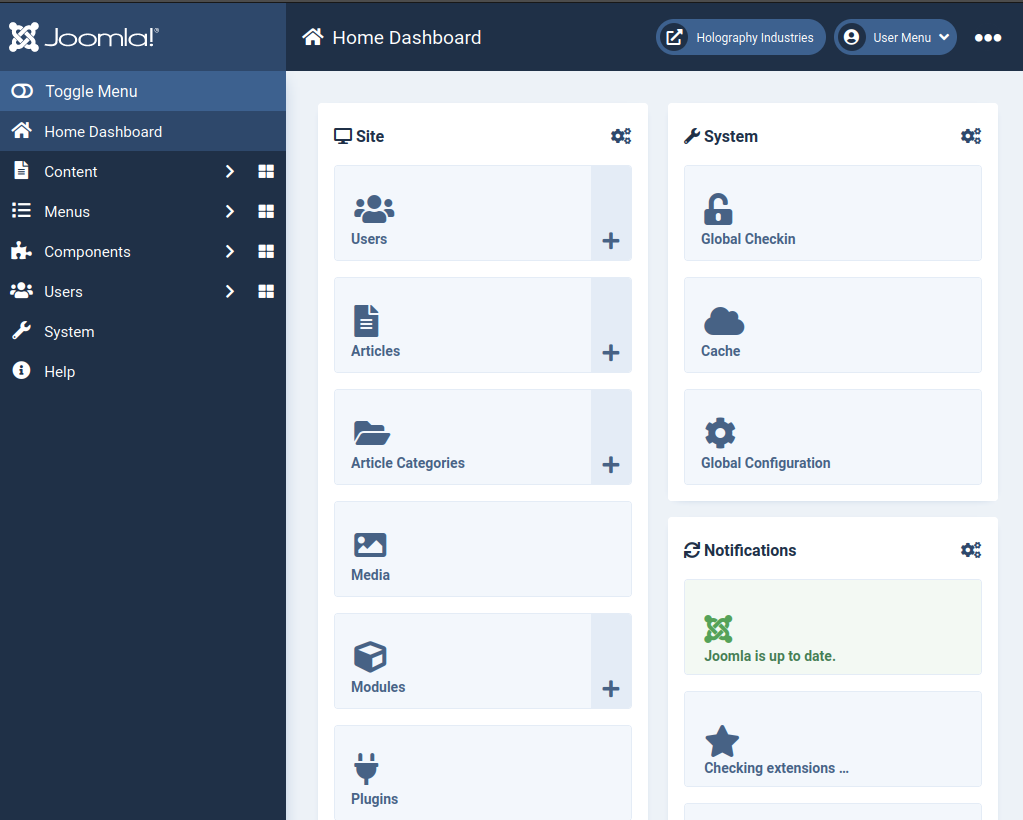 Joomla!®
Home Dashboard
Holography Industries
User Menu
Toggle Menu
Home Dashboard
Content
Menus
Components
Users
System
Help
Site
Users
Articles
Article Categories
Media
Modules
Plugins
System
Global Checkin
Cache
Global Configuration
Notifications
Joomla is up to date.
Checking extensions ...